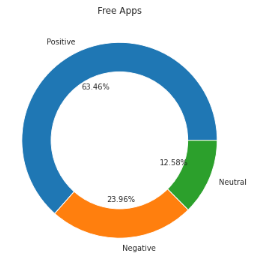 Free Apps
Positive
63.46%
12.58%
Neutral
23.96%
Negative